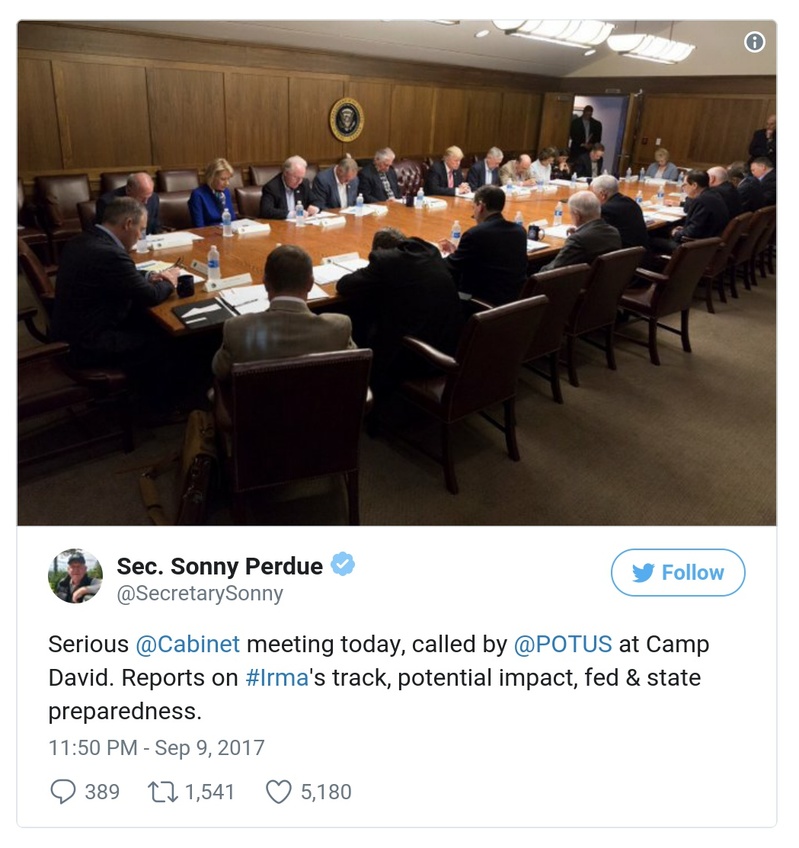 Sec. Sonny Perdue
@SecretarySonny
Follow
Serious @Cabinet meeting today, called by @POTUS at Camp
David. Reports on #Irma's track, potential impact, fed & state
preparedness.
11:50 PM - Sep 9, 2017
389 1,541 5,180